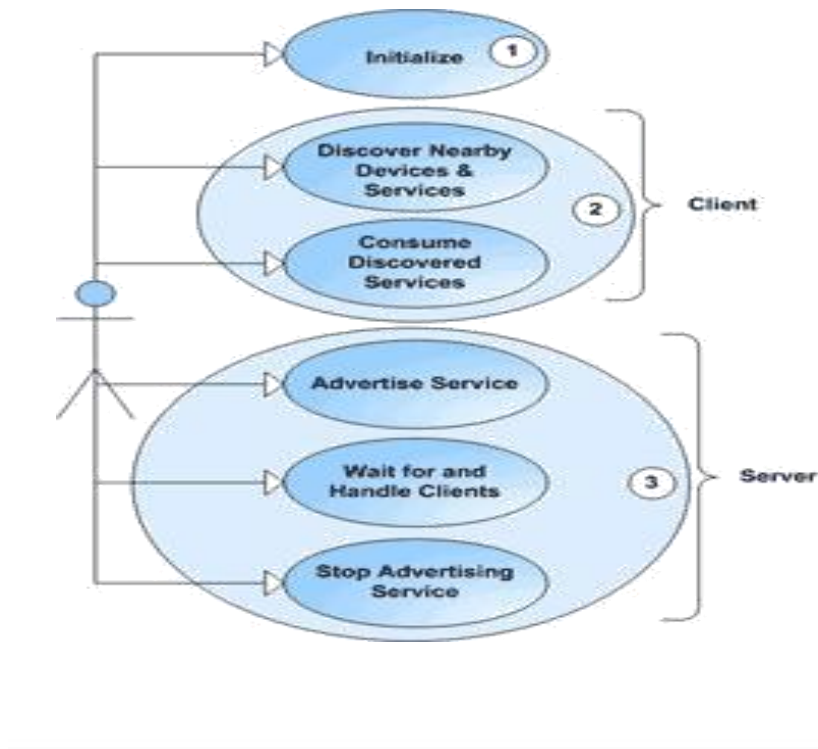 Initialize
1
Discover Nearby
Devices &
Services
2
Client
Consume
Discovered
Services
Advertise Service
Wait for and
Handle Clients
3
Server
Stop Advertising
Service